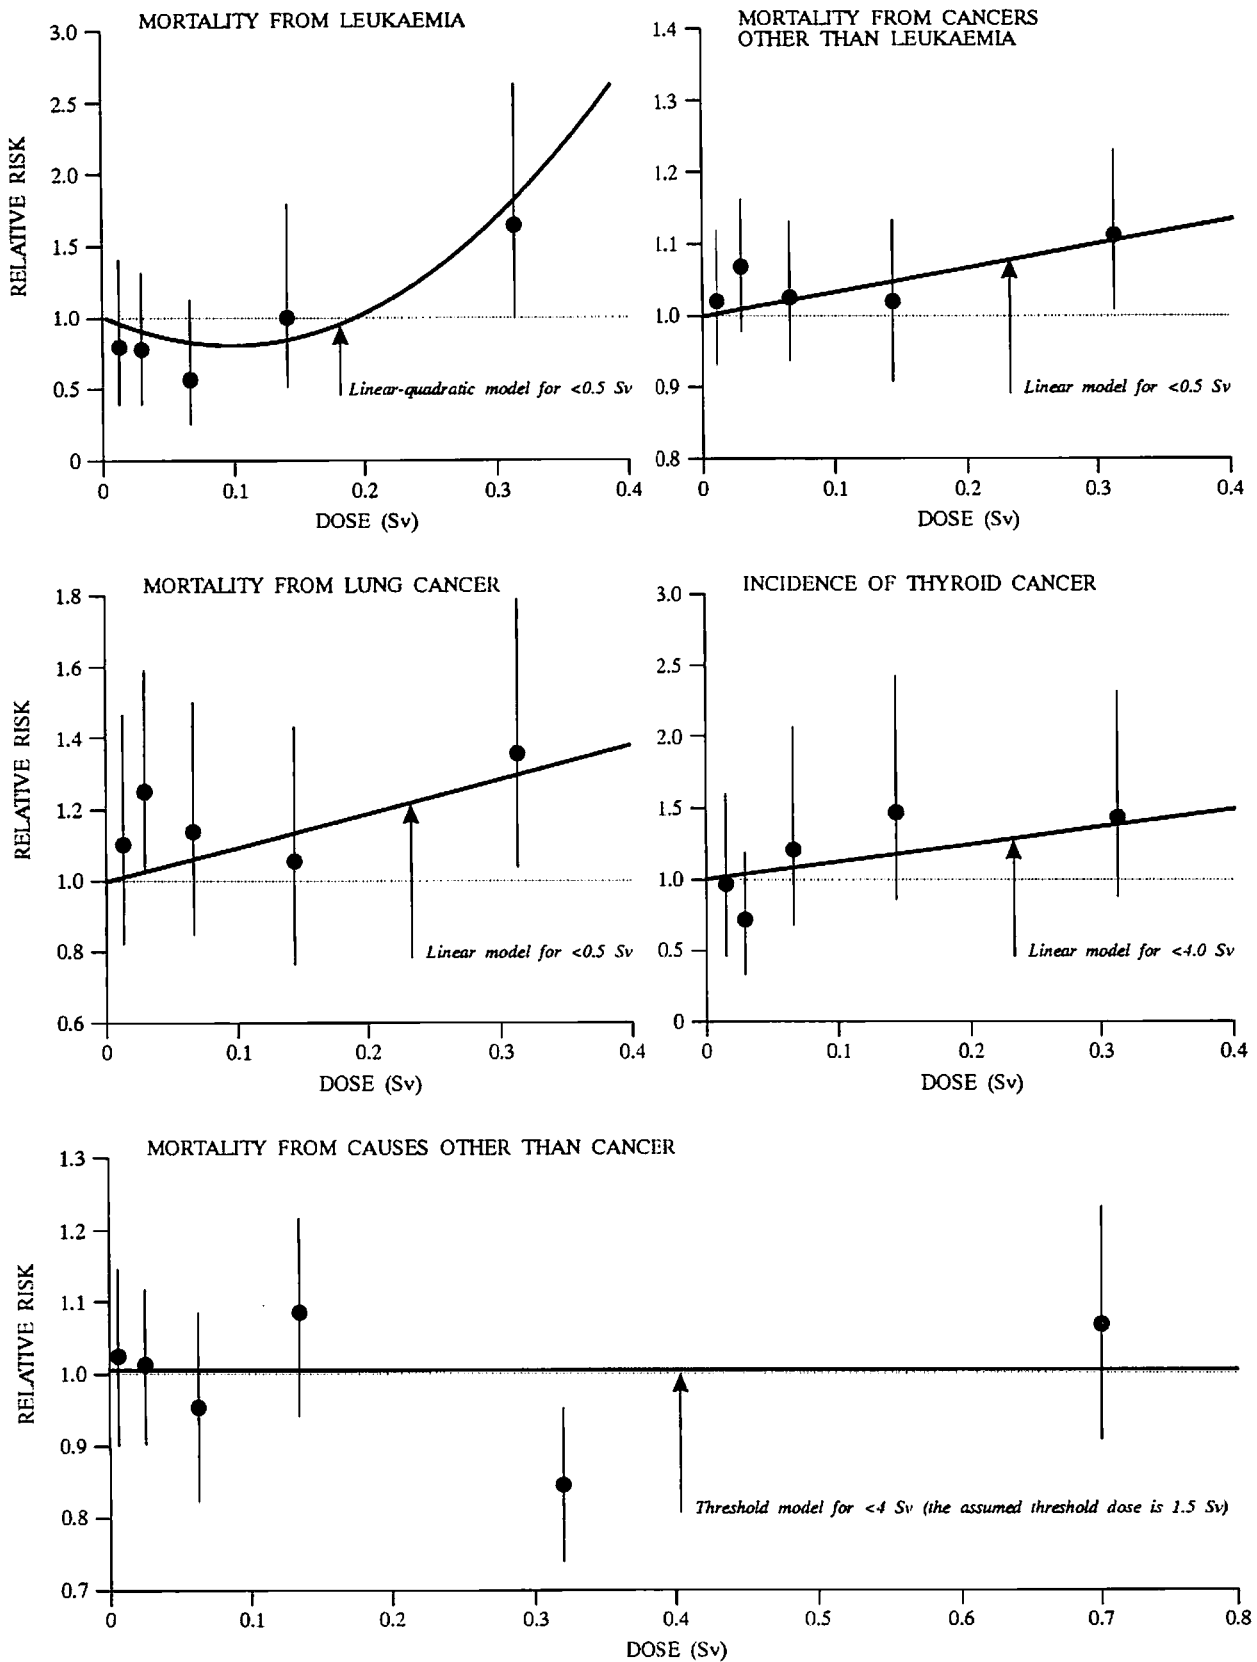 MORTALITY FROM LEUKAEMIA
3.0
2.5
2.0
1.5
1.0
0.5
0
RELATIVE RISK
Linear-quadratic model for <0.5 Sv
0 0.1 0.2 0.3 0.4
DOSE (Sv)
MORTALITY FROM CANCERS
OTHER THAN LEUKAEMIA
1.4
1.3
1.2
1.1
1.0
0.9
0.8
Linear model for <0.5 Sv
0 0.1 0.2 0.3 0.4
DOSE (Sv)
MORTALITY FROM LUNG CANCER
1.8
1.6
1.4
1.2
1.0
0.8
0.6
RELATIVE RISK
Linear model for <0.5 Sv
0 0.1 0.2 0.3 0.4
DOSE (Sv)
INCIDENCE OF THYROID CANCER
3.0
2.5
2.0
1.5
1.0
0.5
0
Linear model for <4.0 Sv
0 0.1 0.2 0.3 0.4
DOSE (Sv)
MORTALITY FROM CAUSES OTHER THAN CANCER
1.3
1.2
1.1
1.0
0.9
0.8
0.7
RELATIVE RISK
Threshold model for <4 Sv (the assumed threshold dose is 1.5 Sv)
0 0.1 0.2 0.3 0.4 0.5 0.6 0.7 0.8
DOSE (Sv)